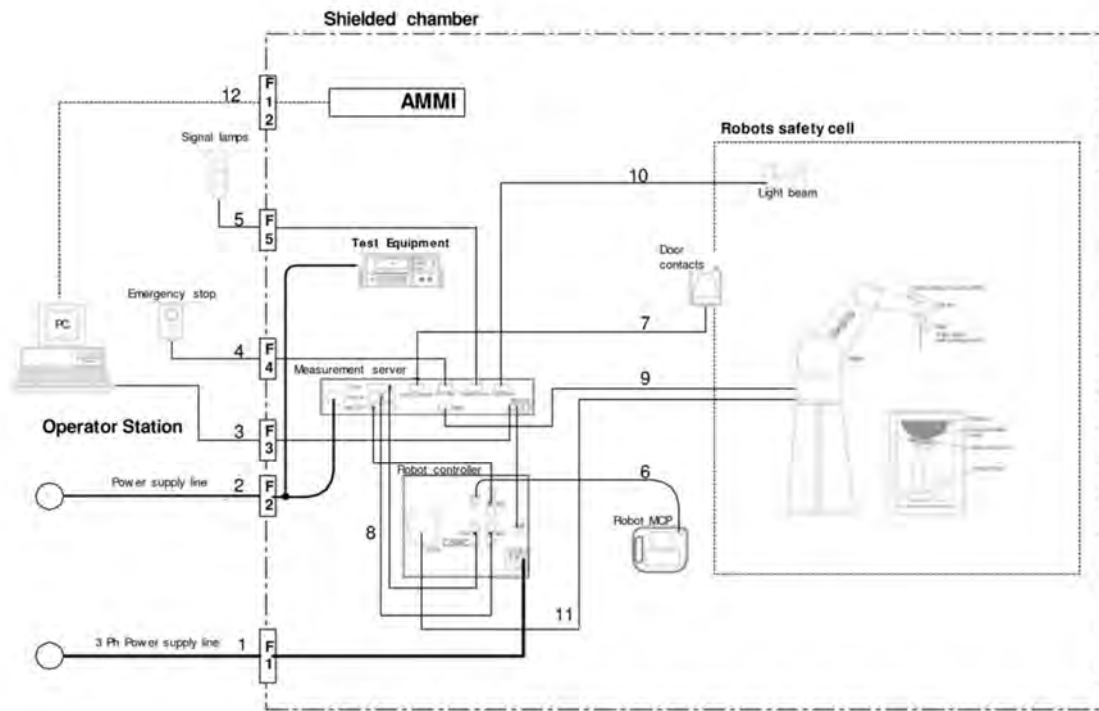 Shielded chamber
12
F
1
2
AMMI
Signal lamps
Robots safety cell
10
Light beam
5
F
5
Test Equipment
Door
contacts
Emergency stop
PC
7
4
F
4
Measurement server
9
Operator Station
3
F
3
Robot controller
6
Power supply line
2
F
2
8
Robot MCP
11
3 Ph Power supply line
1
F
1